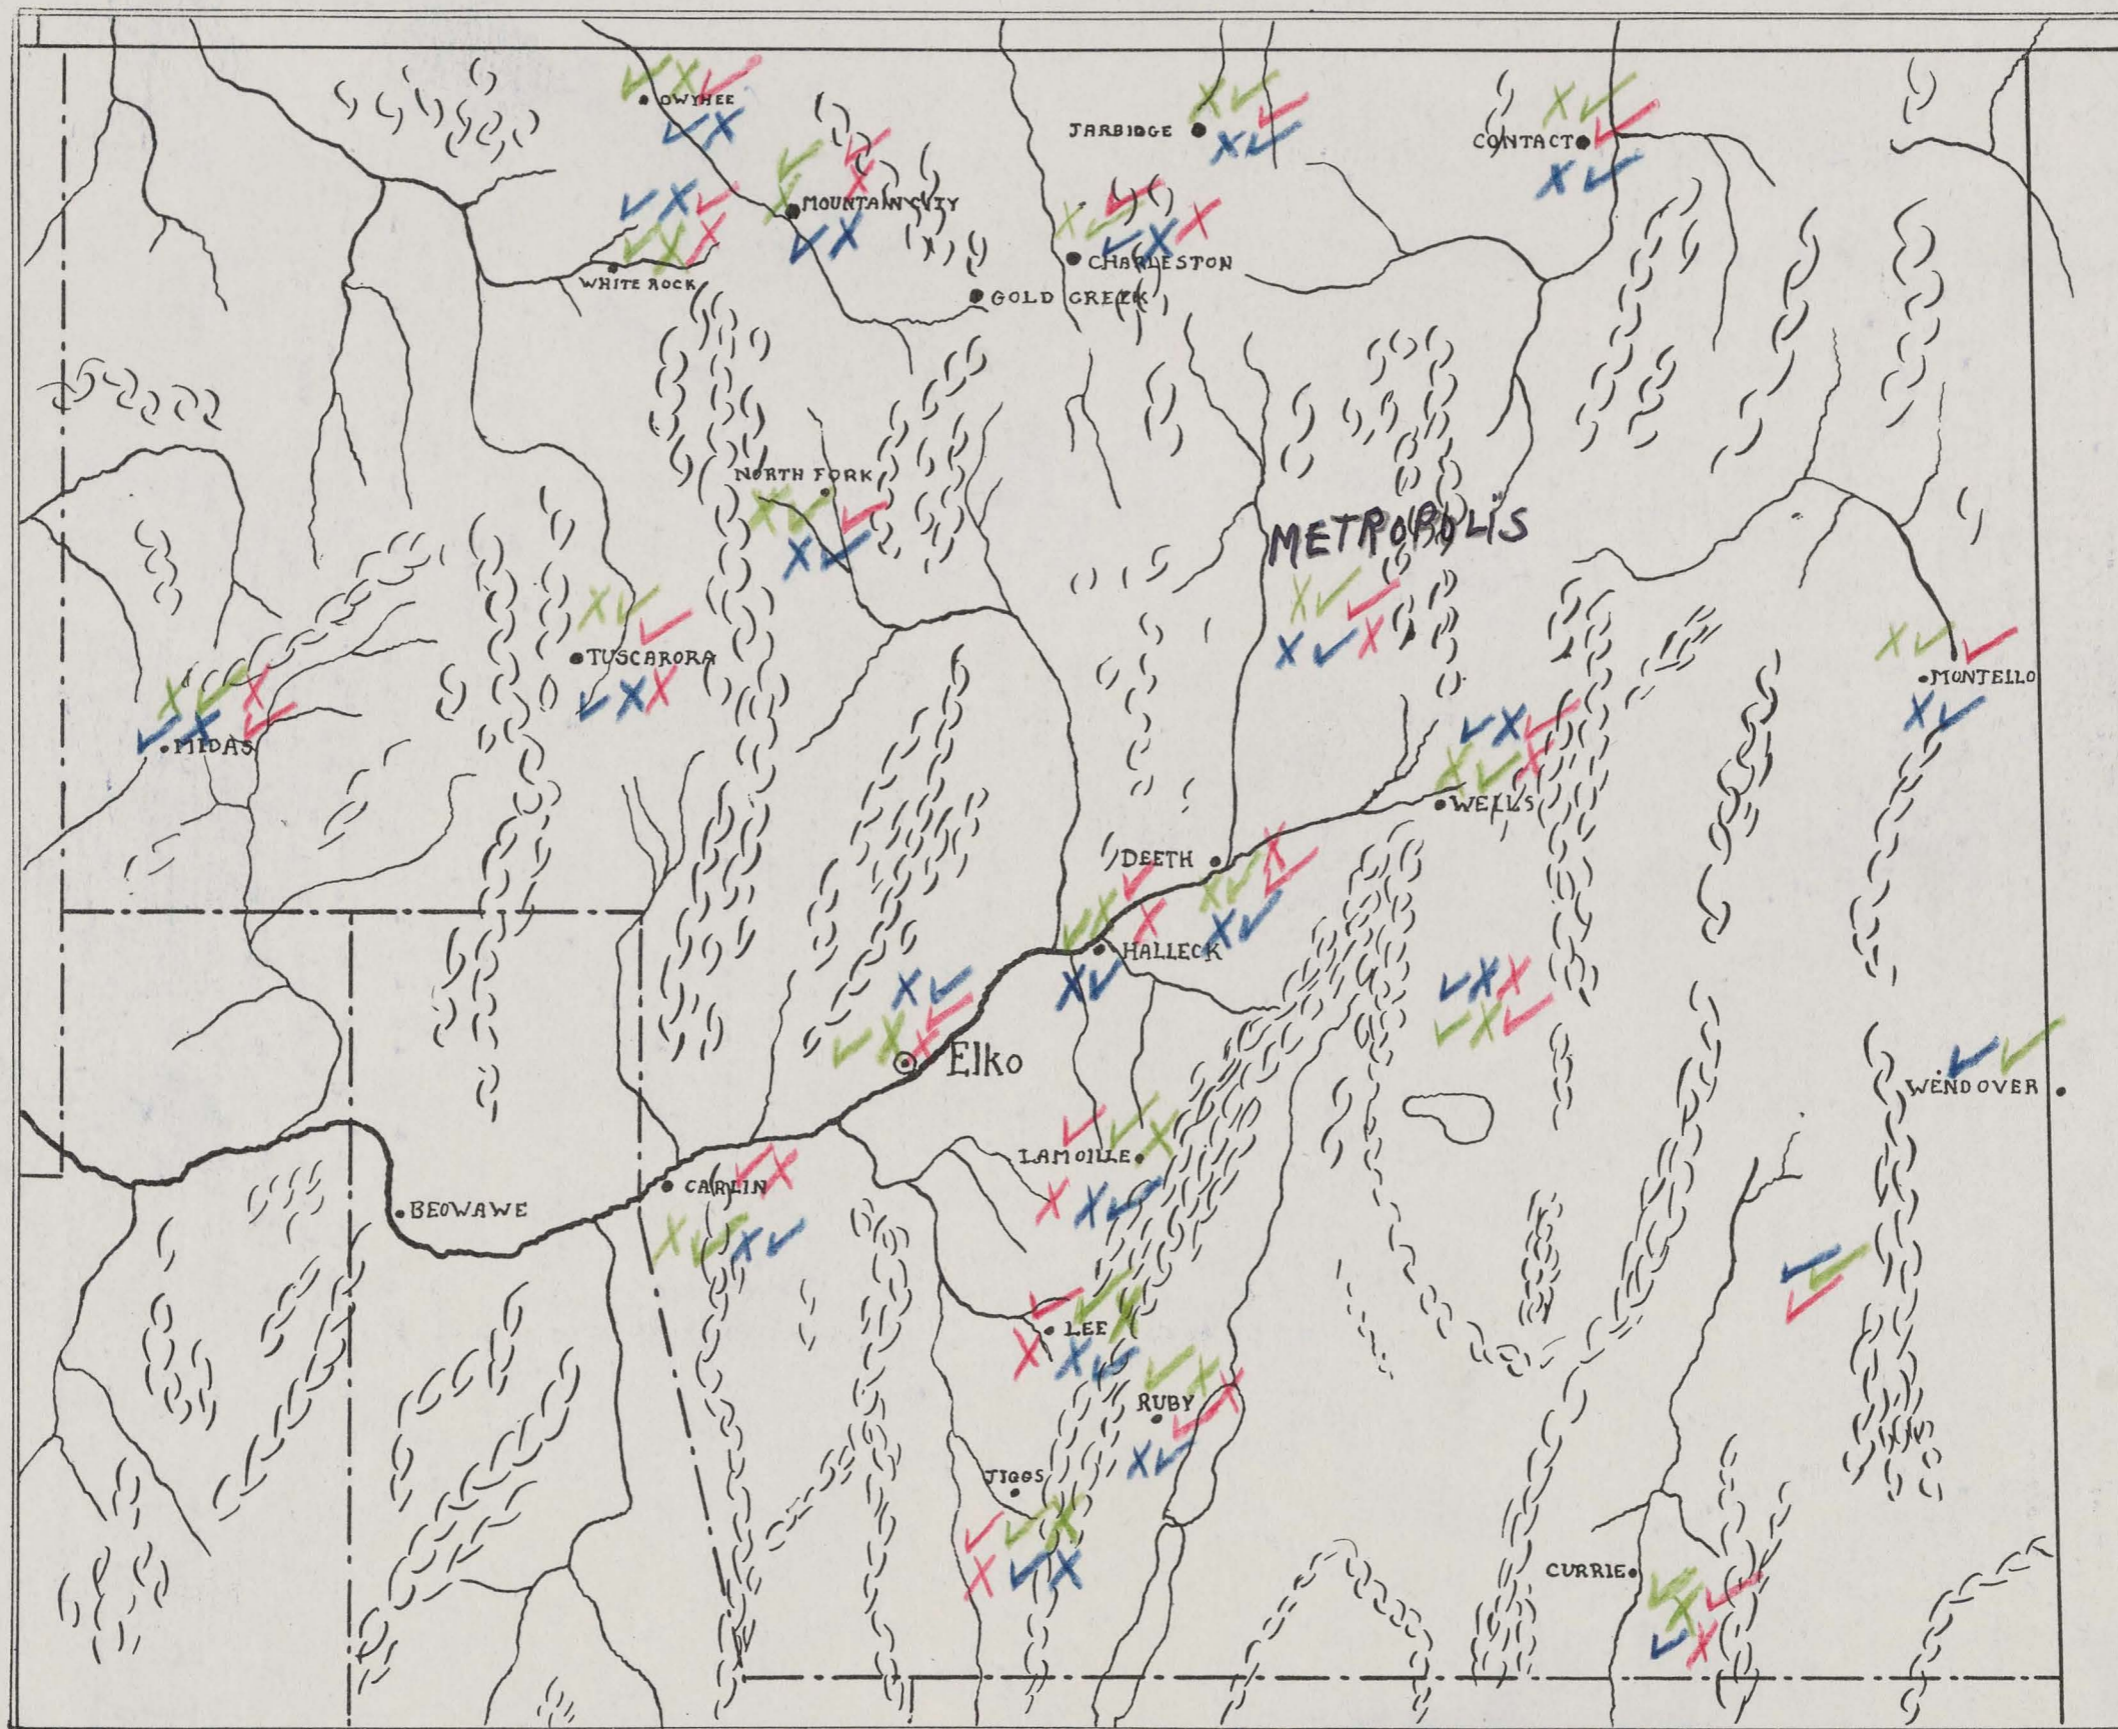 OWYHEE
JARBIDGE
CONTACT
MOUNTAIN CITY
WHITE ROCK
CHARLESTON
GOLD CREEK
NORTH FORK
METROPOLIS
TUSCARORA
MONTELLO
MIDAS
WELLS
DEETH
HALLECK
Elko
WENDOVER
LAMOILLE
CARLIN
BEOWAWE
LEE
RUBY
JIGGS
CURRIE